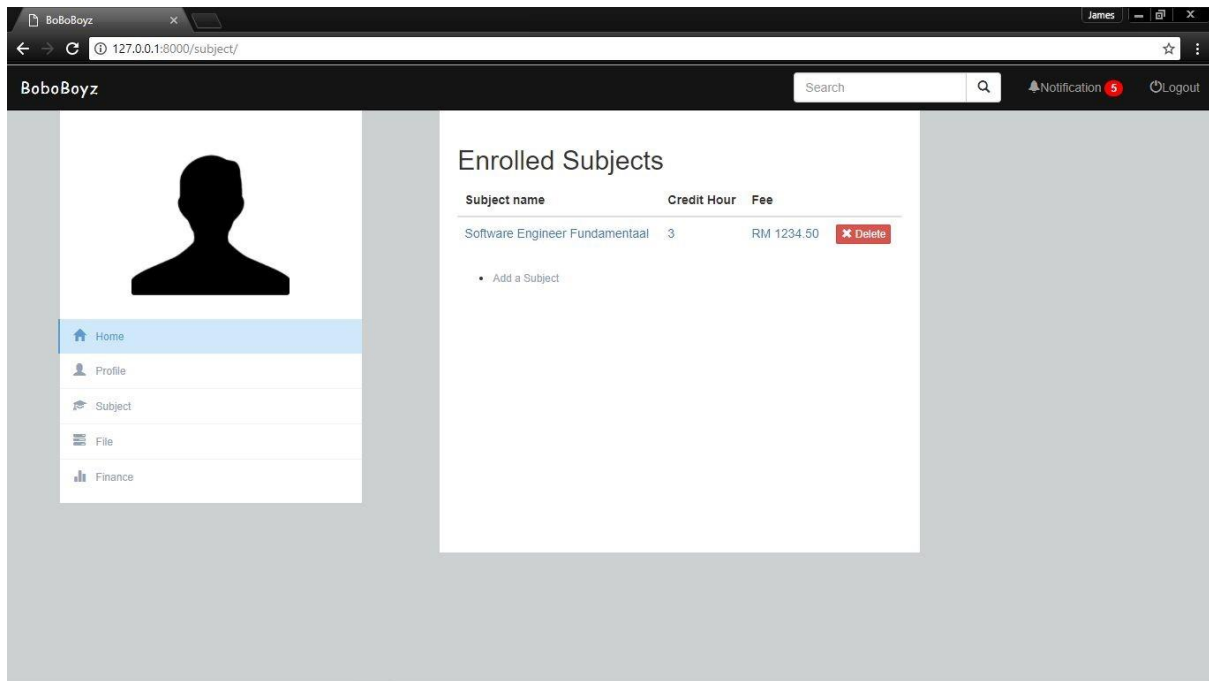 BoBoBoyz
James
127.0.0.1:8000/subject/
BoboBoyz
Search
Notification 5
Logout
Enrolled Subjects
Subject name Credit Hour Fee
Software Engineer Fundamentaal 3 RM 1234.50 Delete
Add a Subject
Home
Profile
Subject
File
Finance